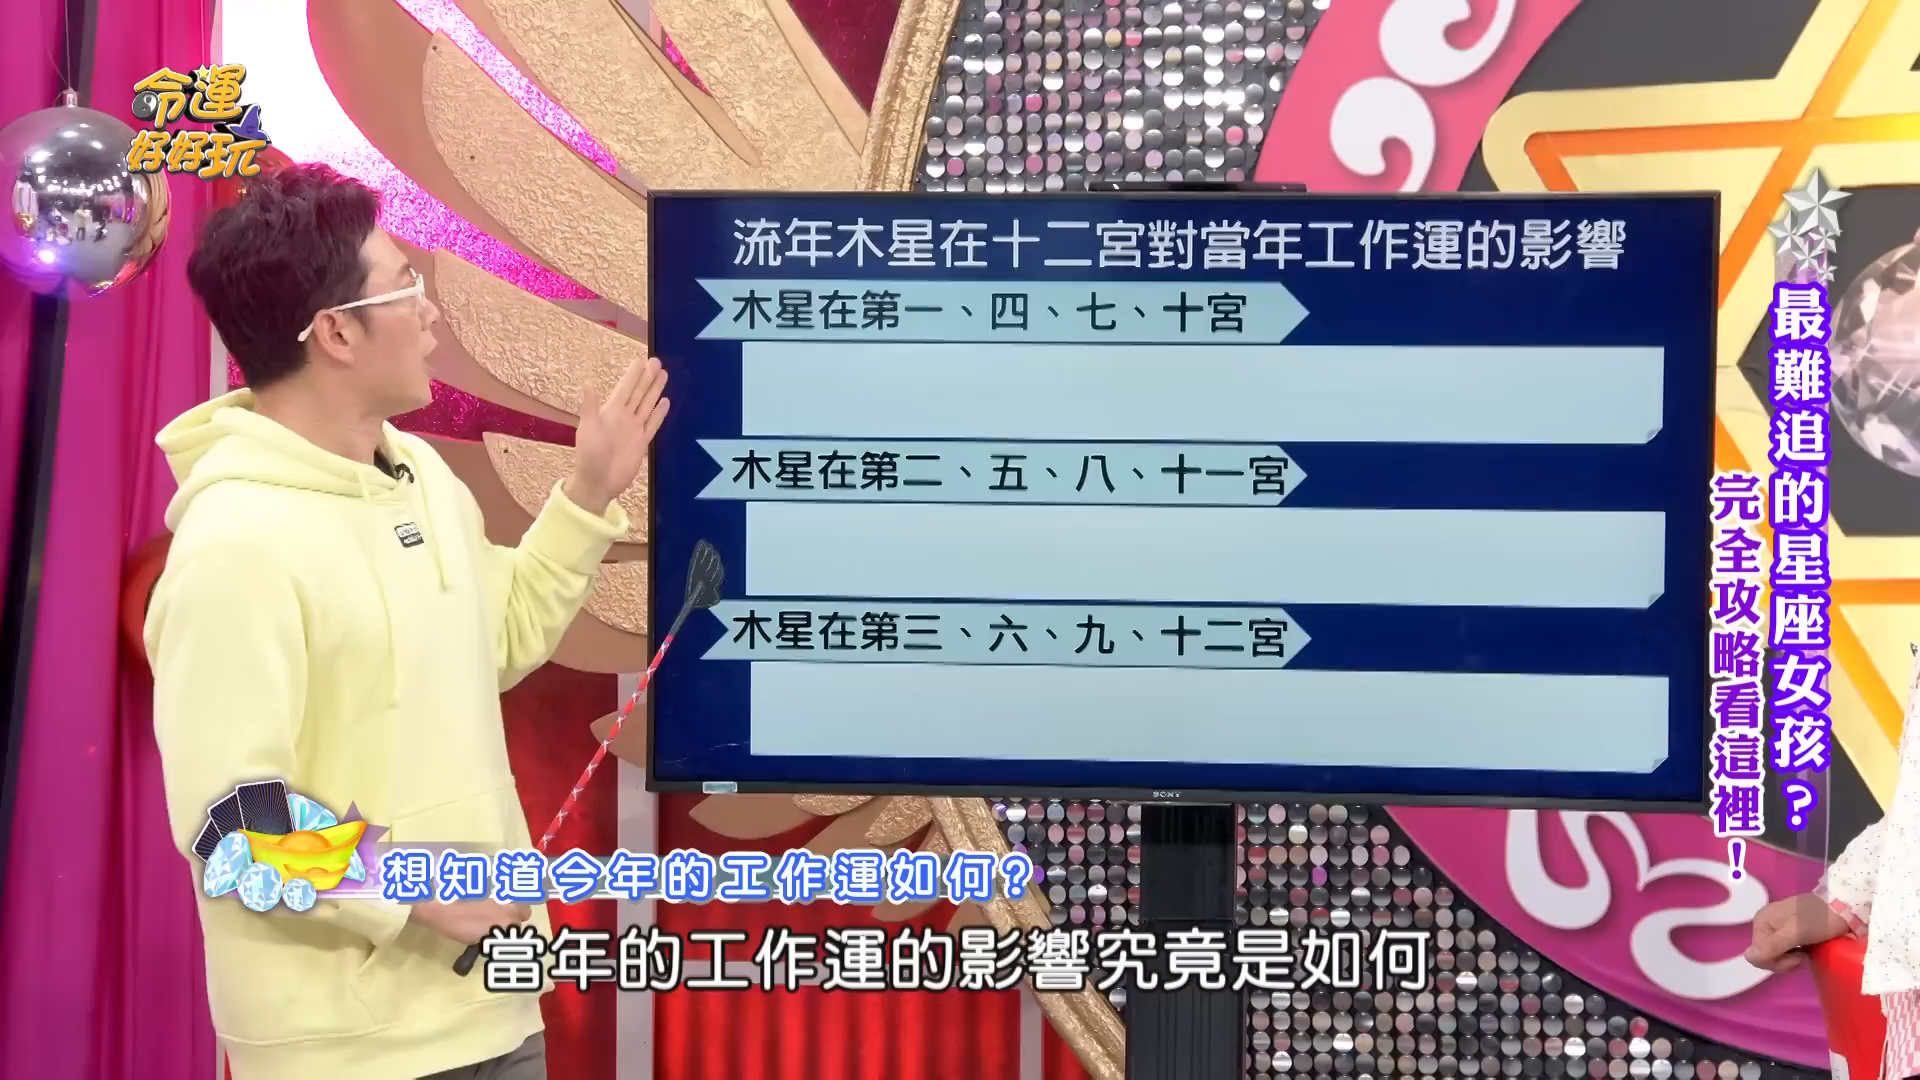 命運
好好玩
流年木星在十二宮對當年工作運的影響
木星在第一、四、七、十宮
木星在第二、五、八、十一宮
木星在第三、六、九、十二宮
SONY
最難追的星座女孩?
完全攻略看這裡!
想知道今年的工作運如何?
當年的工作運的影響究竟是如何